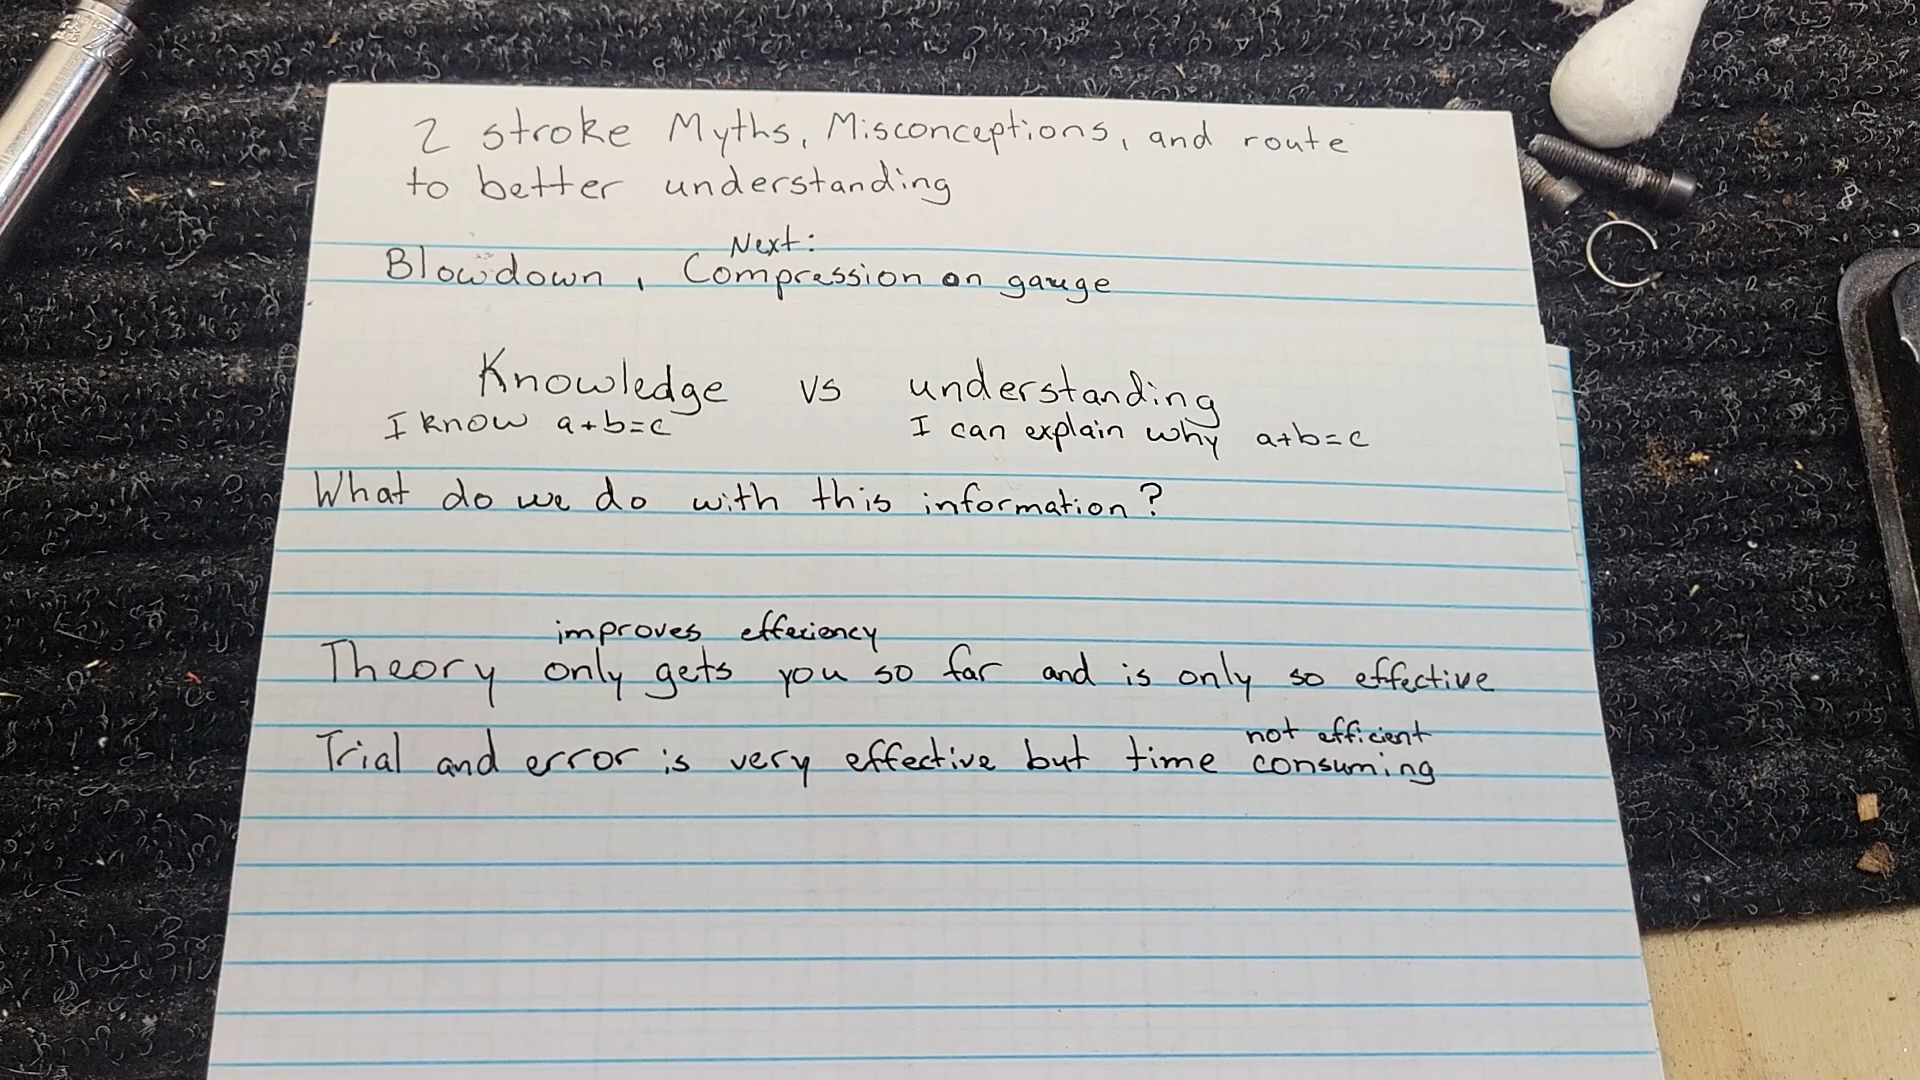 2 stroke Myths, Misconceptions, and route
to better understanding
Next:
Blowdown, Compression on gauge
Knowledge vs understanding
I know a+b=c I can explain why a+b=c
What do we do with this information?
improves effeciency
Theory only gets you so far and is only so effective
not efficient
Trial and error is very effective but time consuming